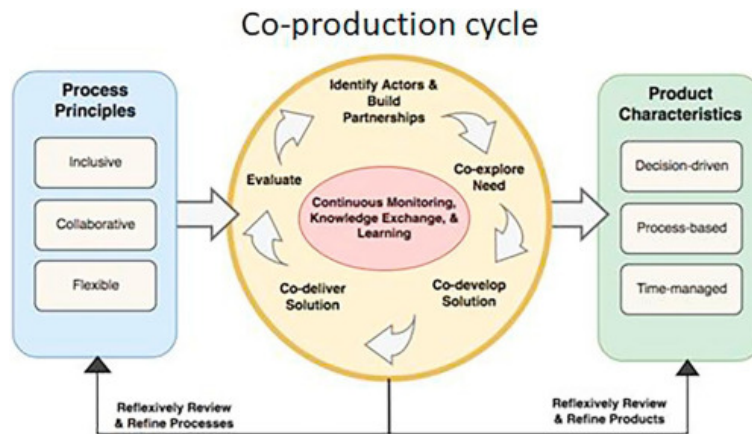 Co-production cycle
Process
Principles
Inclusive
Collaborative
Flexible
Identify Actors &
Build
Partnerships
Co-explore
Need
Co-develop
Solution
Co-deliver
Solution
Evaluate
Continuous Monitoring,
Knowledge Exchange, &
Learning
Product
Characteristics
Decision-driven
Process-based
Time-managed
Reflexively Review
& Refine Processes
Reflexively Review
& Refine Products